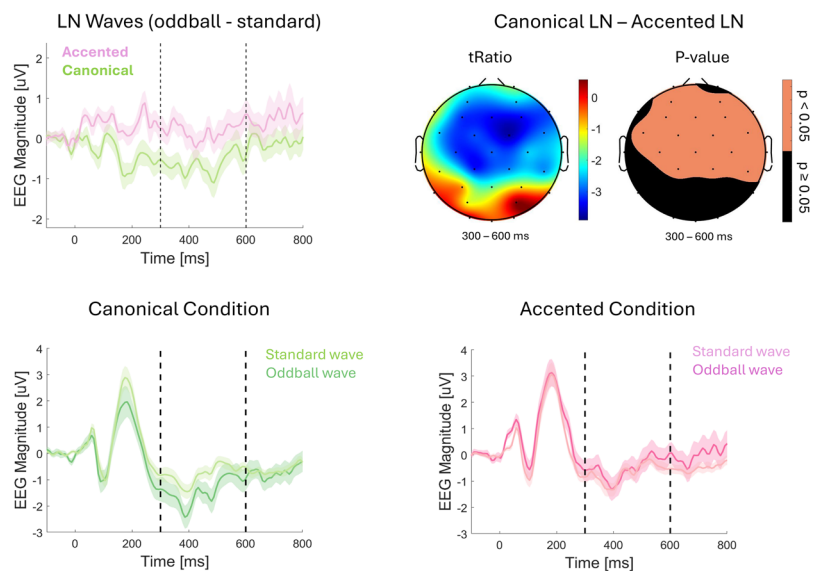 LN Waves (oddball - standard)
Accented
Canonical
EEG Magnitude [uV]
2
1
0
-1
-2
0
200
400
600
800
Time [ms]
Canonical LN – Accented LN
tRatio
0
-1
-2
-3
300 – 600 ms
P-value
p < 0.05
p ≥ 0.05
300 – 600 ms
Canonical Condition
Standard wave
Oddball wave
EEG Magnitude [uV]
4
3
2
1
0
-1
-2
-3
0
200
400
600
800
Time [ms]
Accented Condition
Standard wave
Oddball wave
EEG Magnitude [uV]
4
3
2
1
0
-1
-2
-3
0
200
400
600
800
Time [ms]